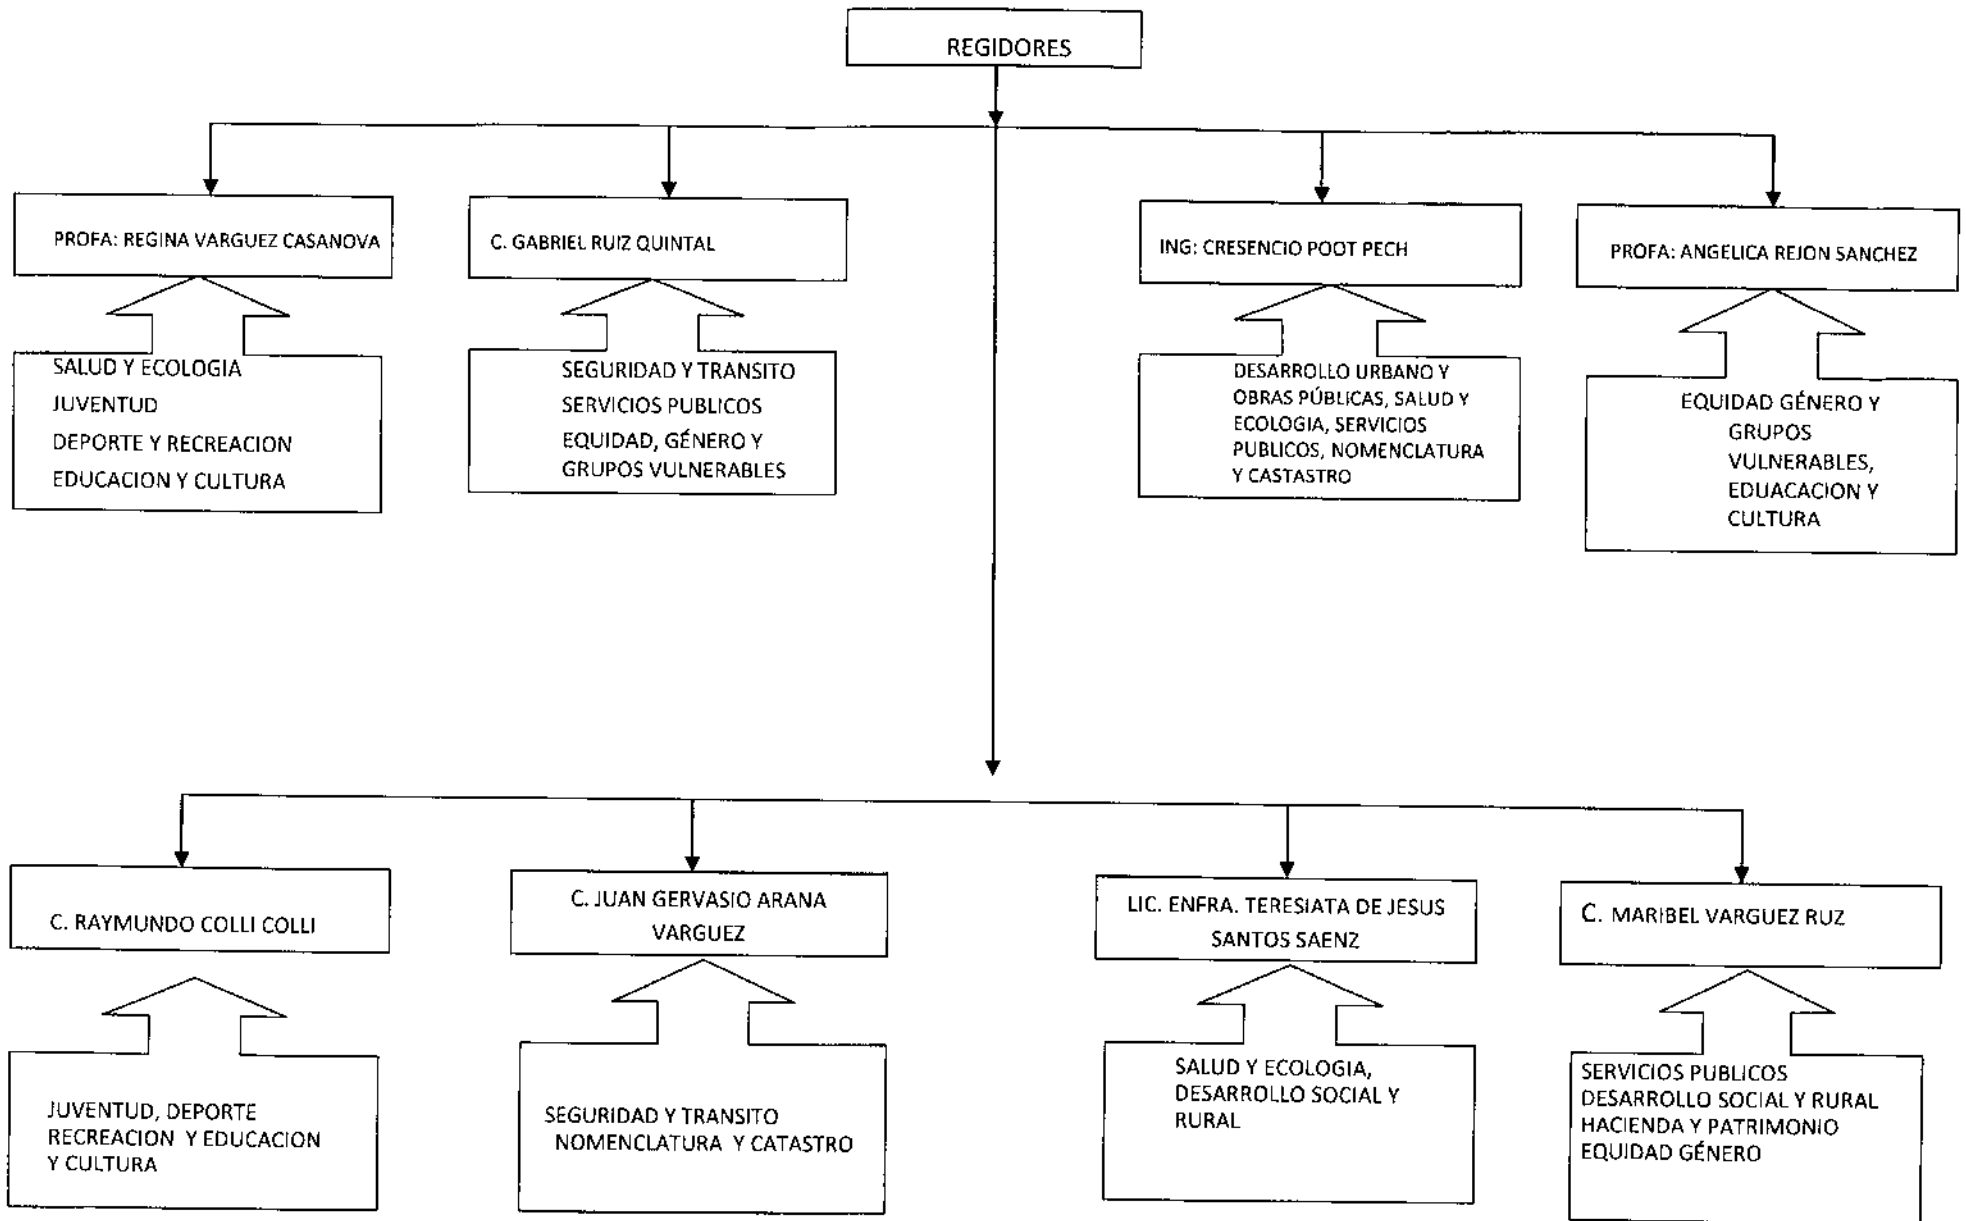 REGIDORES
PROFA: REGINA VARGUEZ CASANOVA
C. GABRIEL RUIZ QUINTAL
ING: CRESENCIO POOT PECH
PROFA: ANGELICA REJON SANCHEZ
SALUD Y ECOLOGIA
JUVENTUD
DEPORTE Y RECREACION
EDUCACION Y CULTURA
SEGURIDAD Y TRANSITO
SERVICIOS PUBLICOS
EQUIDAD, GÉNERO Y
GRUPOS VULNERABLES
DESARROLLO URBANO Y
OBRAS PÚBLICAS, SALUD Y
ECOLOGIA, SERVICIOS
PUBLICOS, NOMENCLATURA
Y CASTASTRO
EQUIDAD GÉNERO Y
GRUPOS
VULNERABLES,
EDUACACION Y
CULTURA
C. RAYMUNDO COLLI COLLI
C. JUAN GERVASIO ARANA
VARGUEZ
LIC. ENFRA. TERESIATA DE JESUS
SANTOS SAENZ
C. MARIBEL VARGUEZ RUZ
JUVENTUD, DEPORTE
RECREACION Y EDUCACION
Y CULTURA
SEGURIDAD Y TRANSITO
NOMENCLATURA Y CATASTRO
SALUD Y ECOLOGIA,
DESARROLLO SOCIAL Y
RURAL
SERVICIOS PUBLICOS
DESARROLLO SOCIAL Y RURAL
HACIENDA Y PATRIMONIO
EQUIDAD GÉNERO